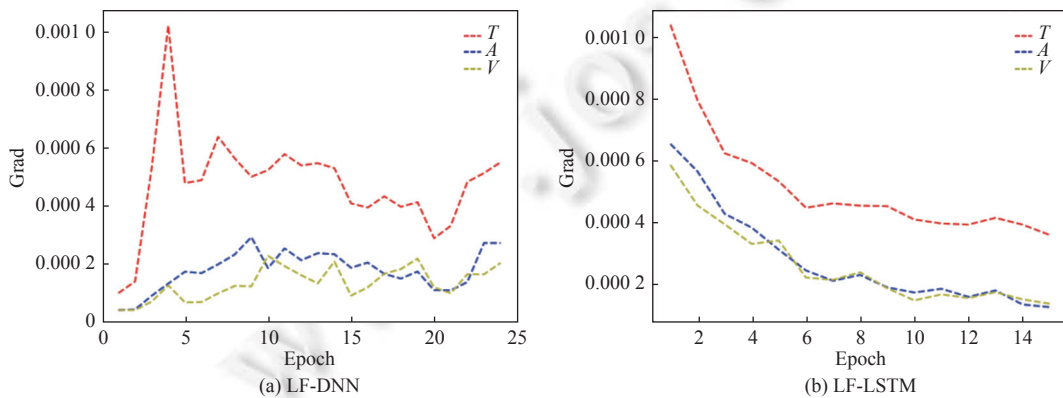 0.001 0
0.000 8
0.000 6
0.000 4
0.000 2
0
Grad
T
A
V
0 5 10 15 20 25
Epoch
(a) LF-DNN
0.001 0
0.000 8
0.000 6
0.000 4
0.000 2
Grad
T
A
V
2 4 6 8 10 12 14
Epoch
(b) LF-LSTM